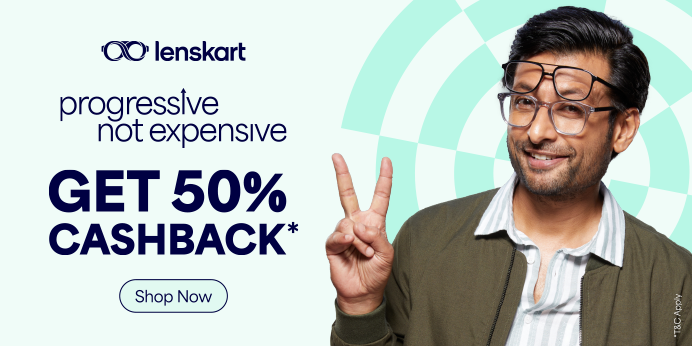 lenskart
progressive
not expensive
GET 50%
CASHBACK*
Shop Now
*T&C Apply